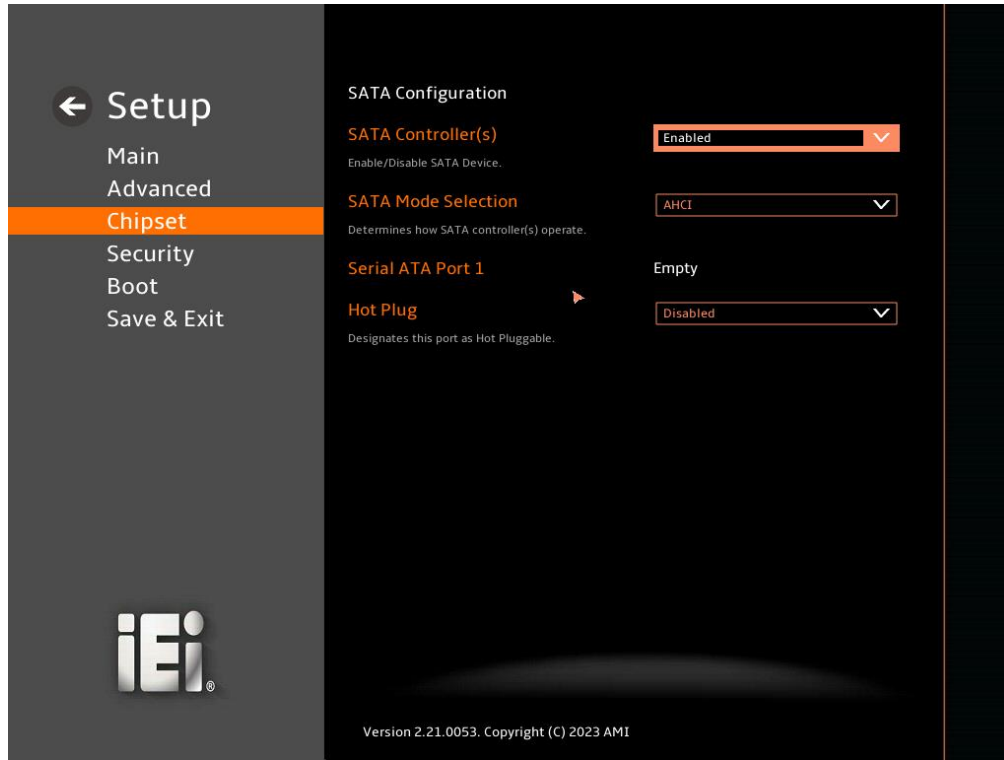 Setup
Main
Advanced
Chipset
Security
Boot
Save & Exit
iEi®
SATA Configuration
SATA Controller(s) Enabled
Enable/Disable SATA Device.
SATA Mode Selection AHCI
Determines how SATA controller(s) operate.
Serial ATA Port 1 Empty
Hot Plug Disabled
Designates this port as Hot Pluggable.
Version 2.21.0053. Copyright (C) 2023 AMI